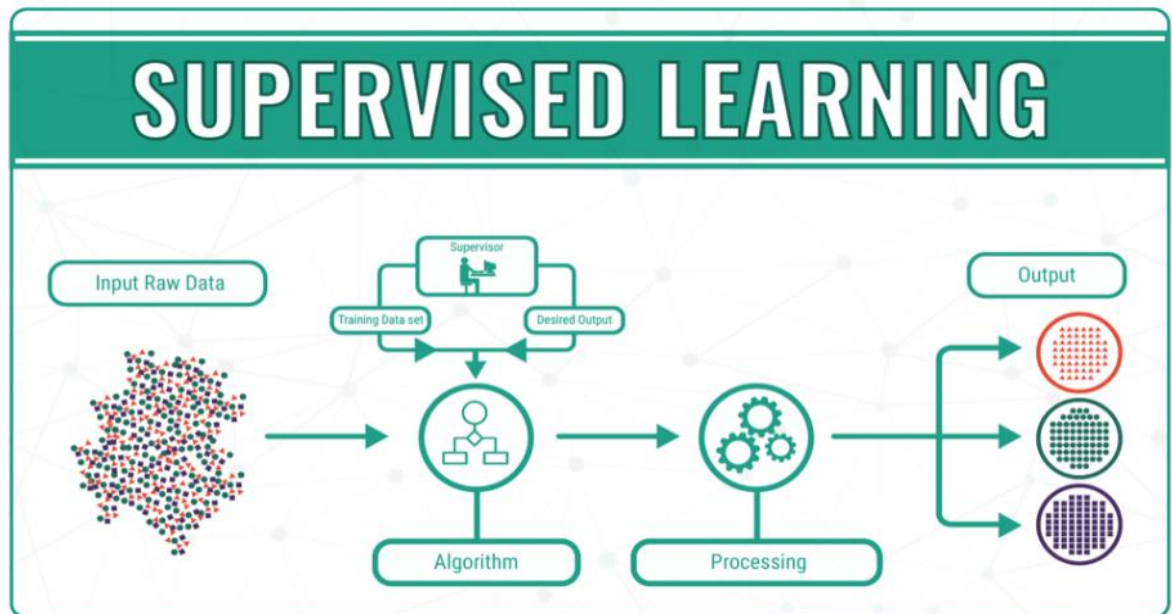 SUPERVISED LEARNING
Input Raw Data
Supervisor
Training Data set
Desired Output
Algorithm
Processing
Output